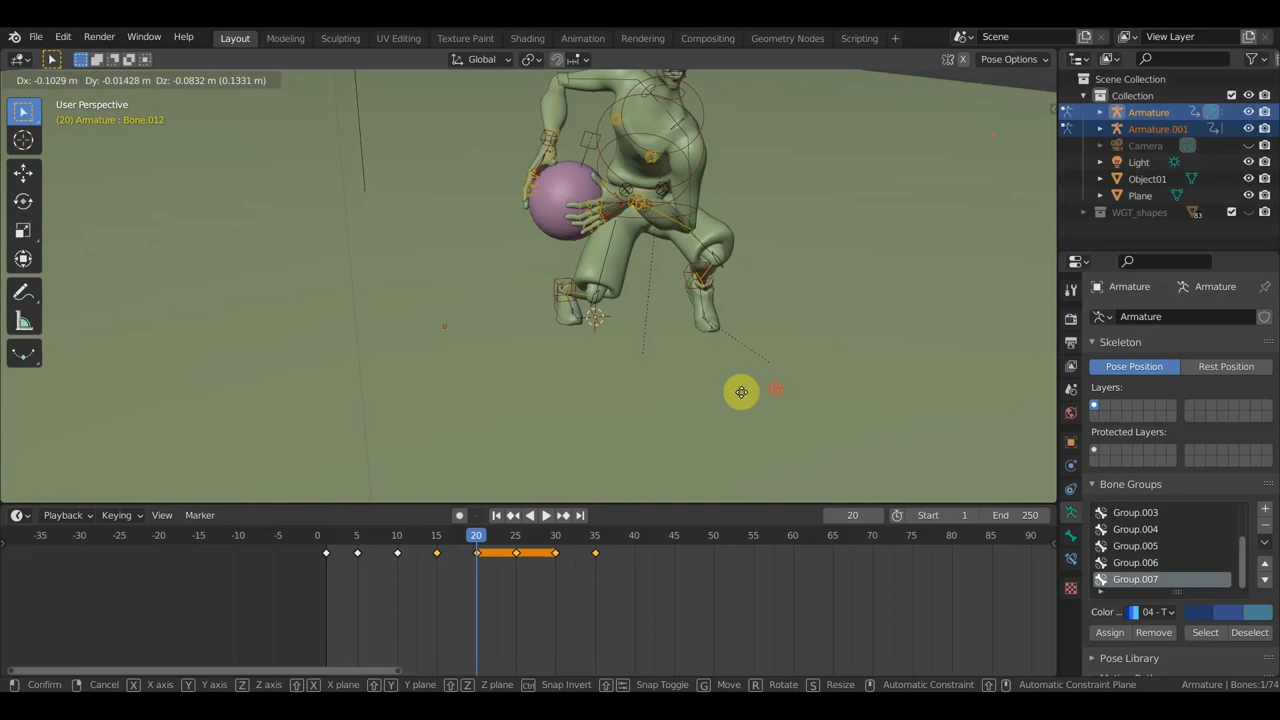 File Edit Render Window Help Layout Modeling Sculpting UV Editing Texture Paint Shading Animation Rendering Compositing Geometry Nodes Scripting Scene View Layer
Global X Pose Options
Dx: -0.1029 m Dy: -0.01428 m Dz: -0.0832 m (0.1331 m)
User Perspective
(20) Armature : Bone.012
Scene Collection
Collection
Armature
Armature.001
Camera
Light
Object01
Plane
WGT_shapes 83
Armature Armature
Armature
Skeleton
Pose Position Rest Position
Layers:
Protected Layers:
Bone Groups
Group.003
Group.004
Group.005
Group.006
Group.007
Color ... 04 - T
Assign Remove Select Deselect
Pose Library
Playback Keying View Marker 20 Start 1 End 250
-35 -30 -25 -20 -15 -10 -5 0 5 10 15 20 25 30 35 40 45 50 55 60 65 70 75 80 85 90
Confirm Cancel X X axis Y Y axis Z Z axis X X plane Y Y plane Z Z plane Ctrl Snap Invert Snap Toggle G Move R Rotate S Resize Automatic Constraint Automatic Constraint Plane Armature | Bones:1/74